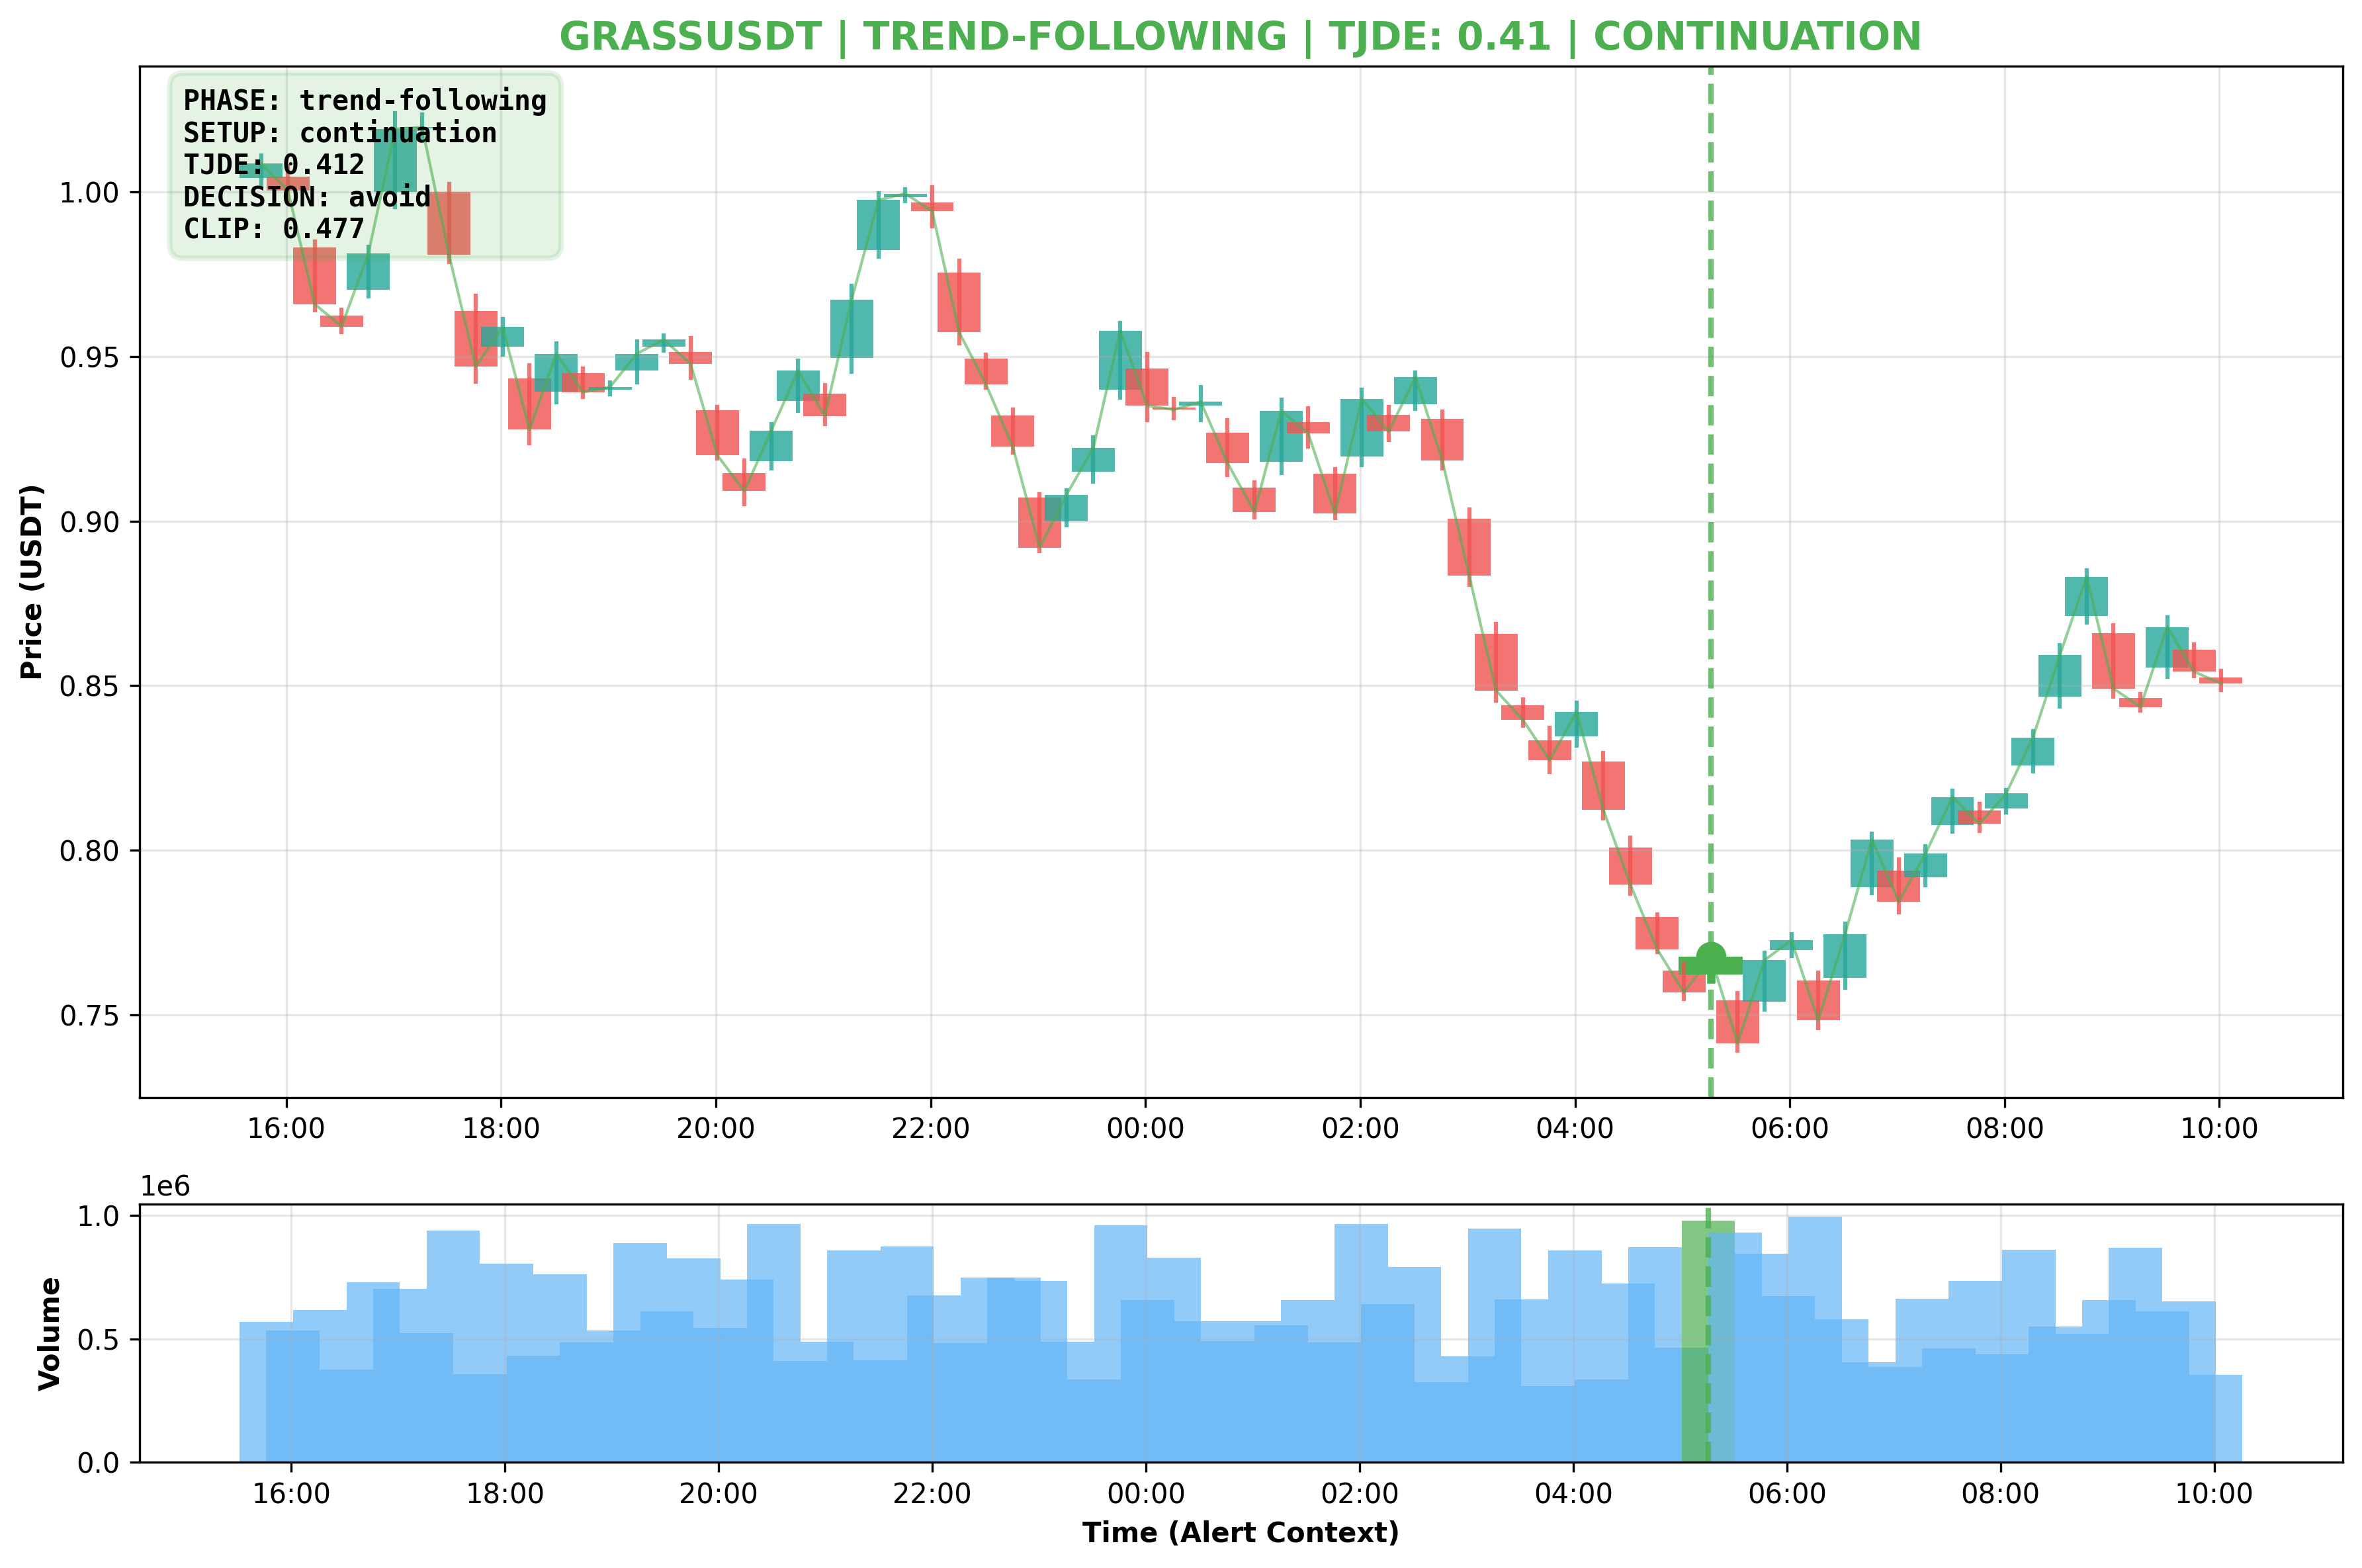 GRASSUSDT | TREND-FOLLOWING | TJDE: 0.41 | CONTINUATION
PHASE: trend-following
SETUP: continuation
TJDE: 0.412
DECISION: avoid
CLIP: 0.477
Price (USDT)
1.00
0.95
0.90
0.85
0.80
0.75
16:00 18:00 20:00 22:00 00:00 02:00 04:00 06:00 08:00 10:00
1e6
Volume
1.0
0.5
0.0
16:00 18:00 20:00 22:00 00:00 02:00 04:00 06:00 08:00 10:00
Time (Alert Context)